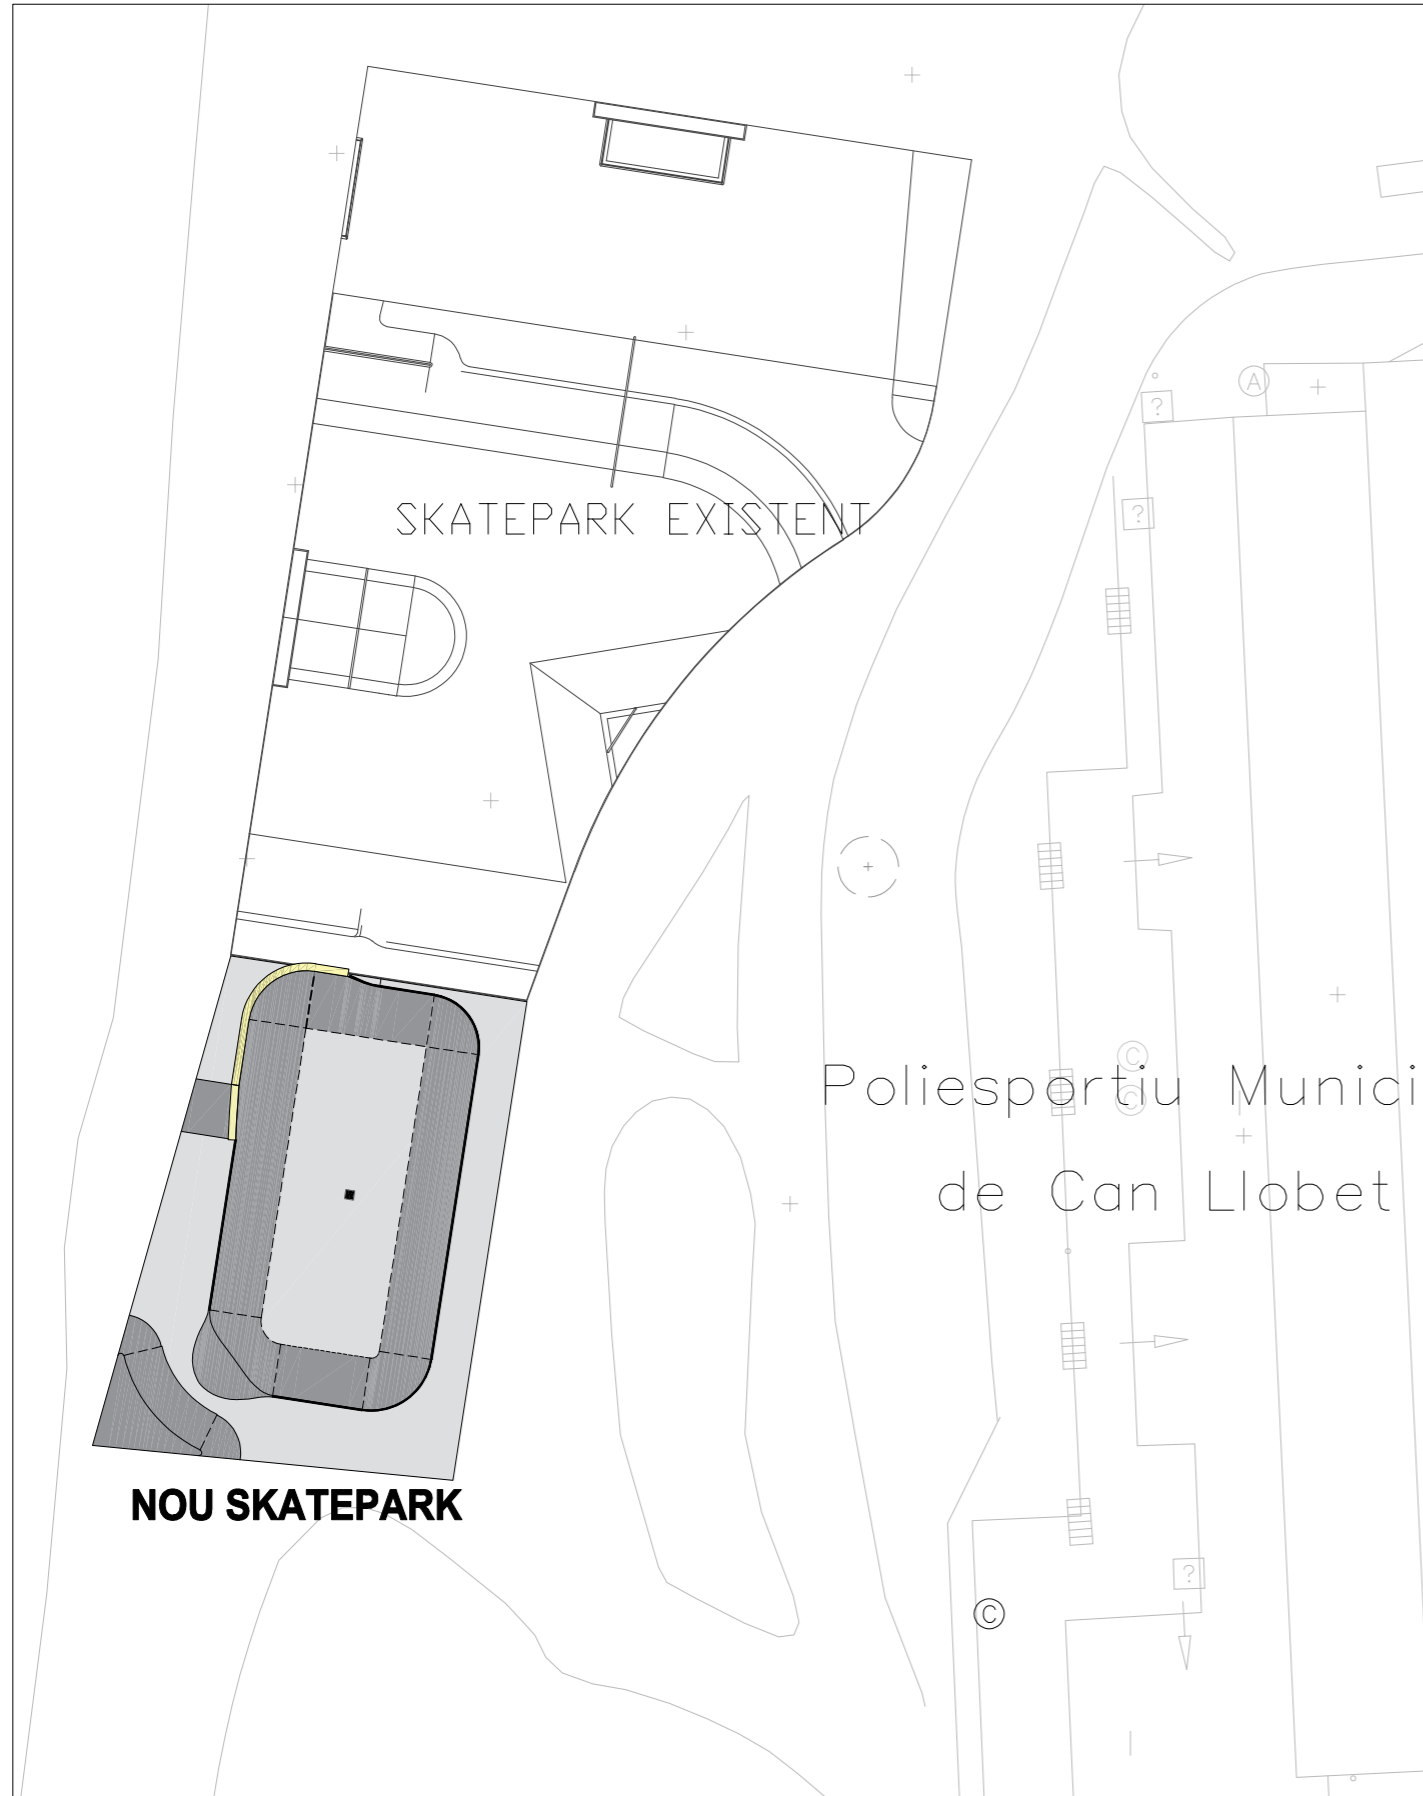 A
?
?
SKATEPARK EXISTENT
C
Poliesportiu Munici
C
de Can Llobet
NOU SKATEPARK
?
C